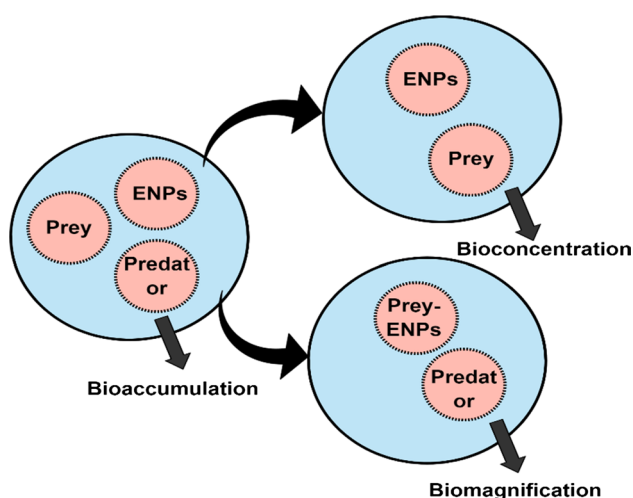 ENPs
Prey
Predat
or
Bioaccumulation
ENPs
Prey
Bioconcentration
Prey-
ENPs
Predat
or
Biomagnification